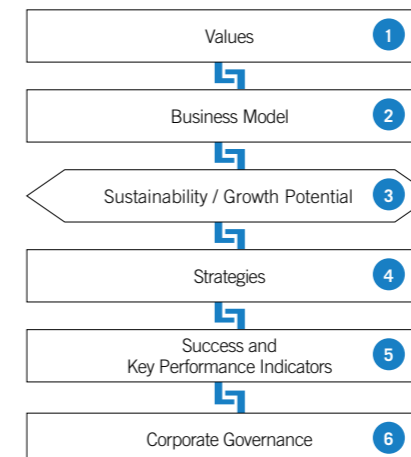 Values 1
Business Model 2
Sustainability / Growth Potential 3
Strategies 4
Success and
Key Performance Indicators 5
Corporate Governance 6